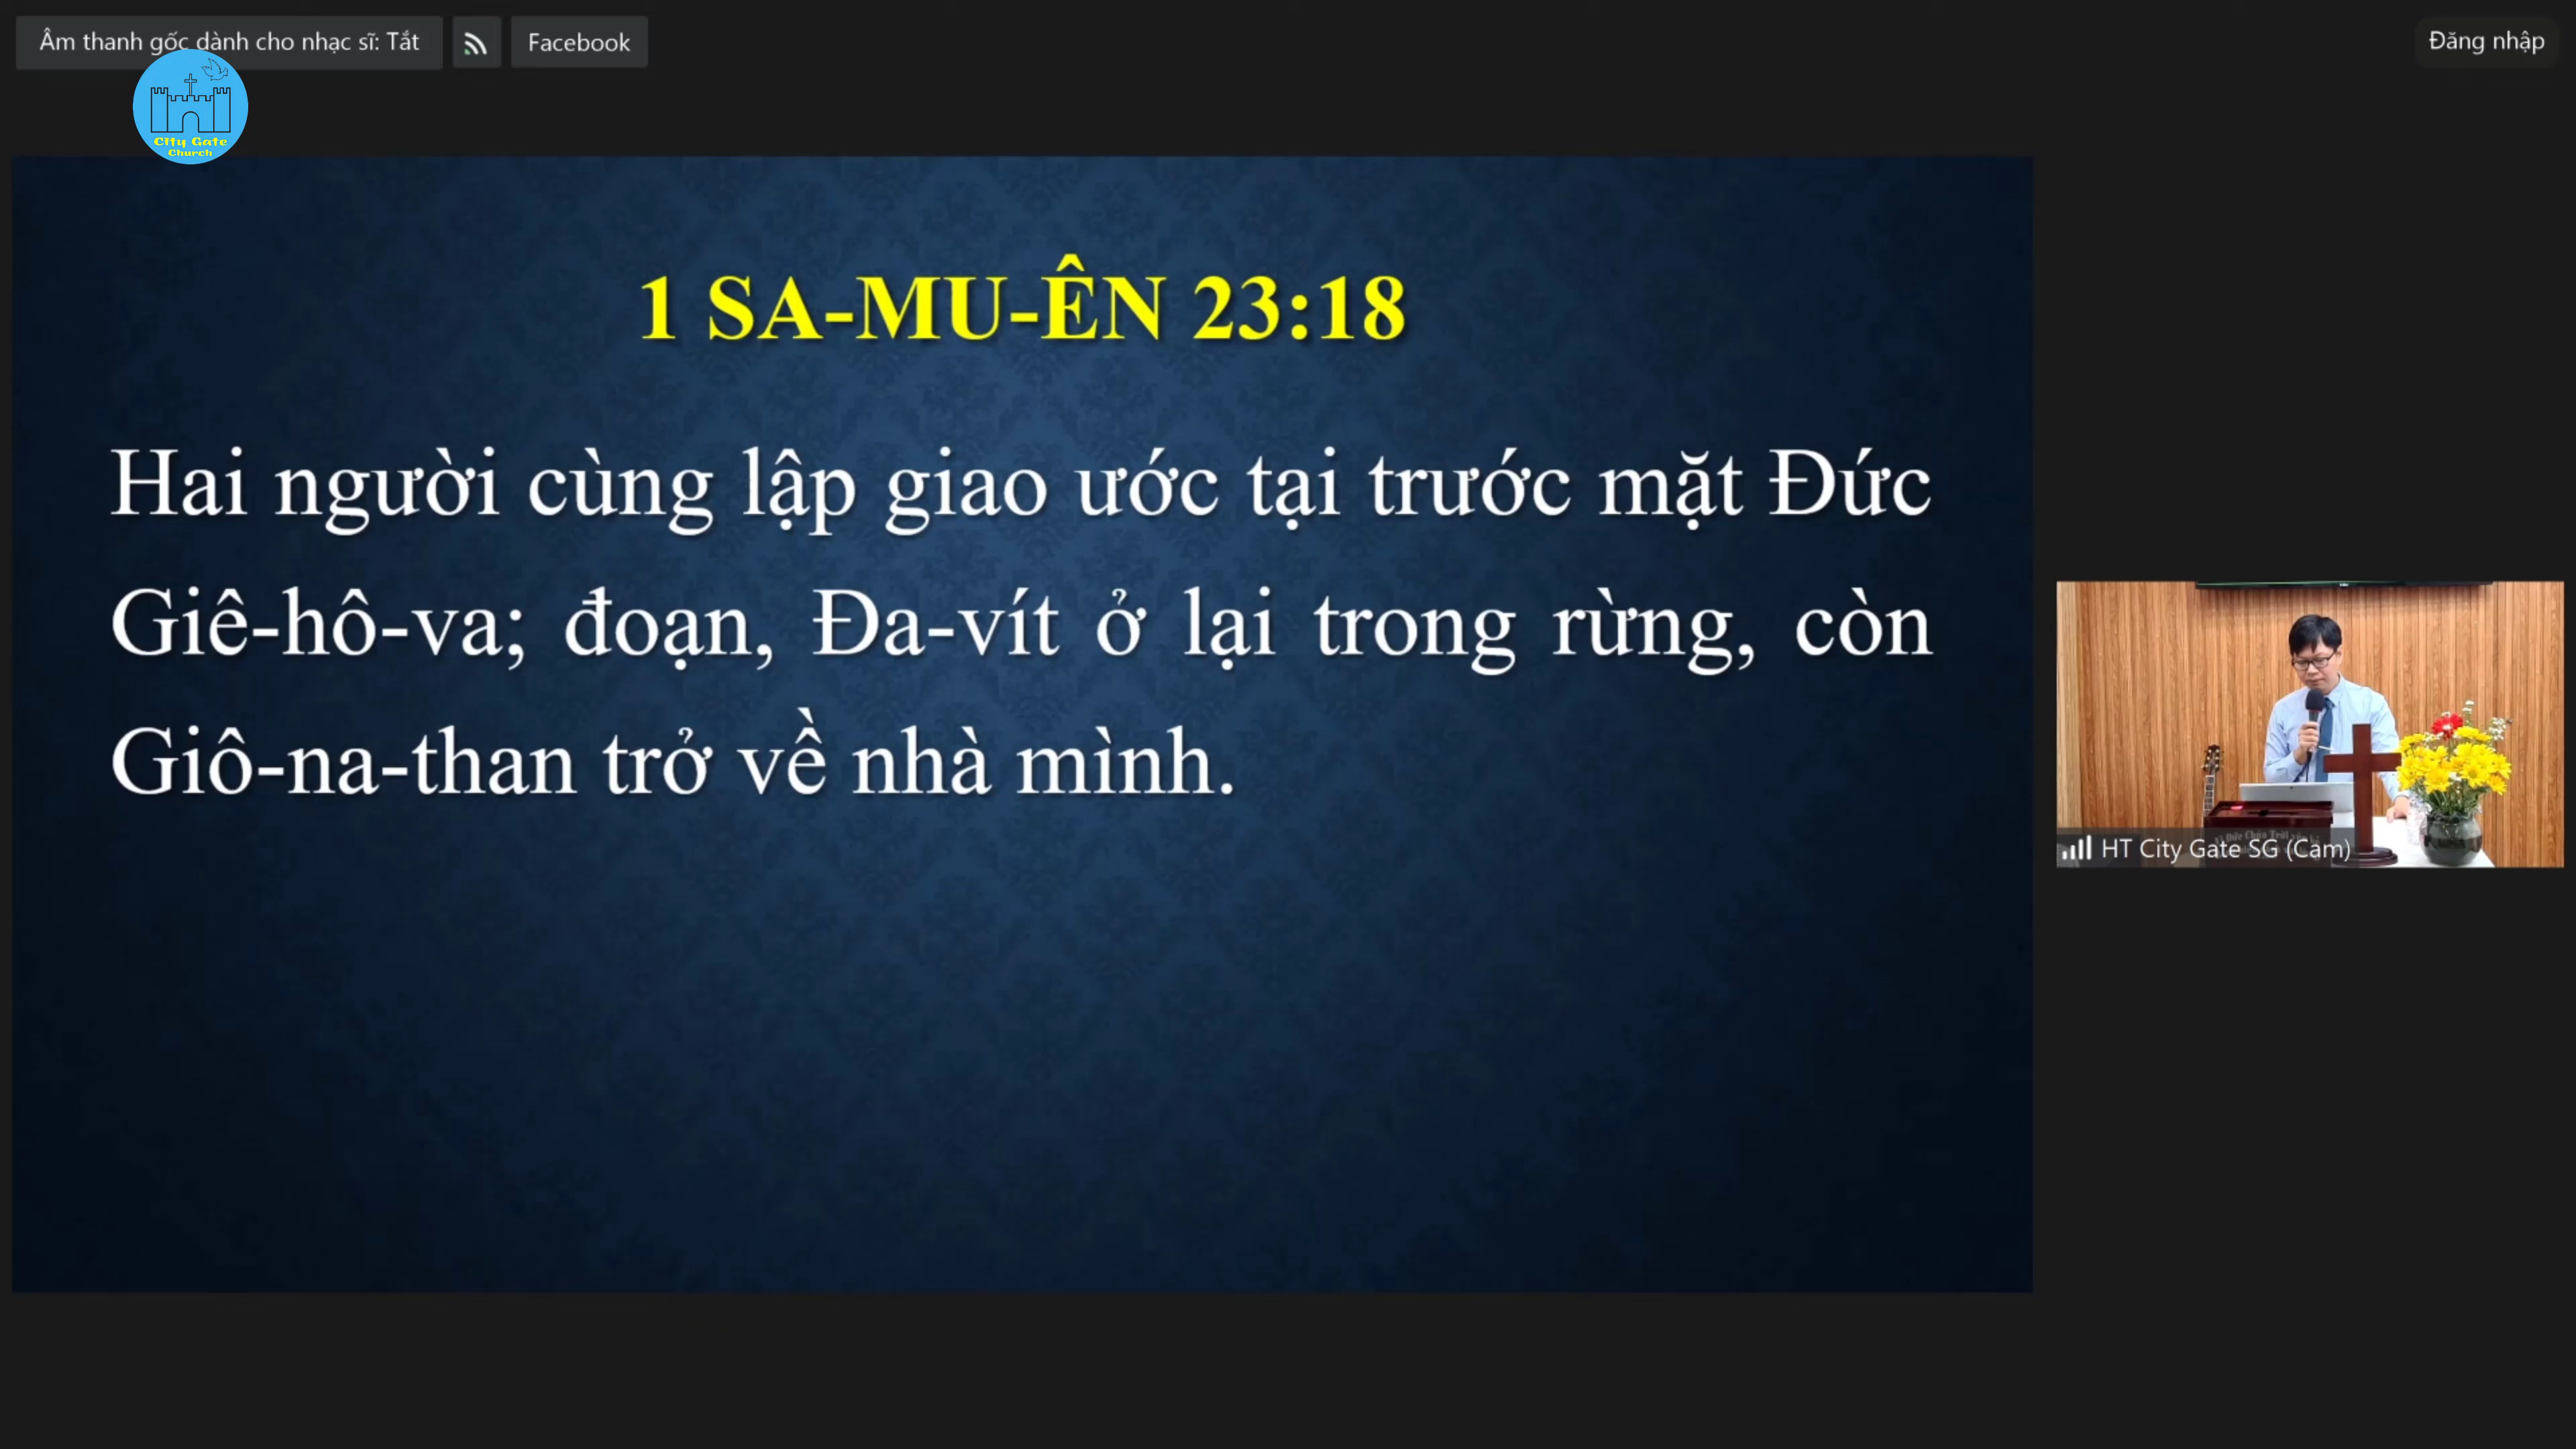 Âm thanh gốc dành cho nhạc sĩ: Tắt
Facebook
Đăng nhập
City Gate
Church
1 SA-MU-ÊN 23:18
Hai người cùng lập giao ước tại trước mặt Đức
Giê-hô-va; đoạn, Đa-vít ở lại trong rừng, còn
Giô-na-than trở về nhà mình.
HT City Gate SG (Cam)